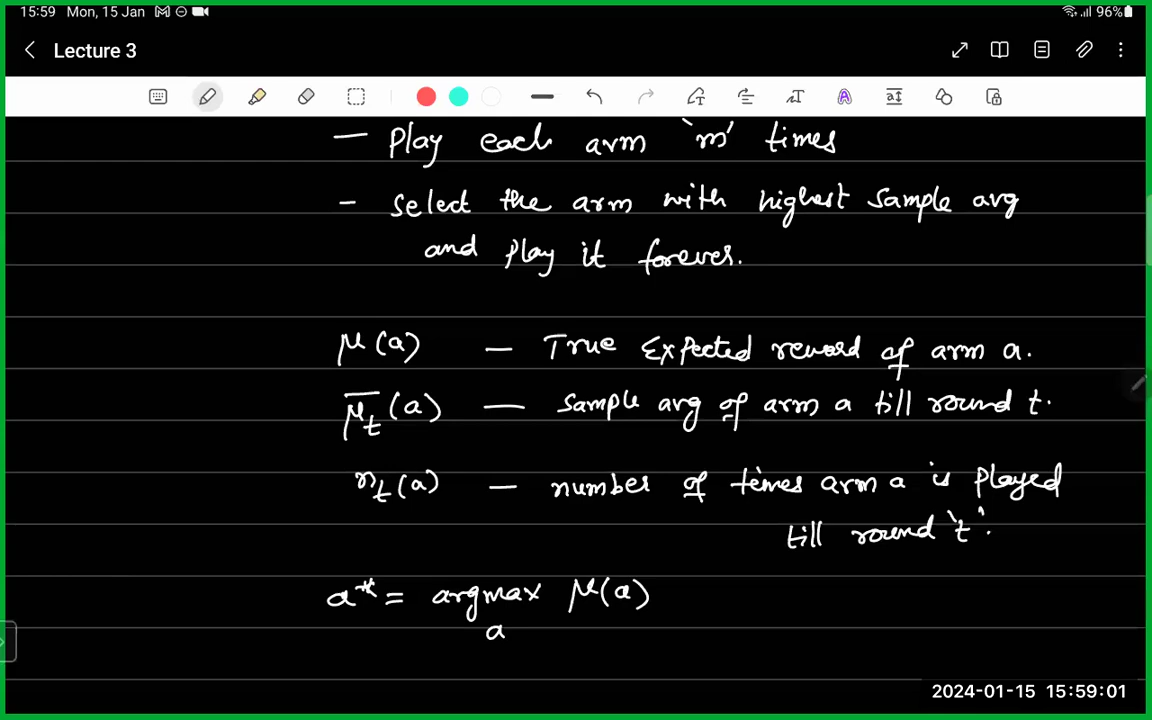 15:59 Mon, 15 Jan
96%
Lecture 3
— Play each arm 'm' times
- Select the arm with highest sample avg
and play it forever.
μ(a) — True Expected reward of arm a.
μ̅_t(a) — sample avg of arm a till round t.
n_t(a) — number of times arm a is played
till round 't'.
a* = argmax μ(a)
a
2024-01-15 15:59:01